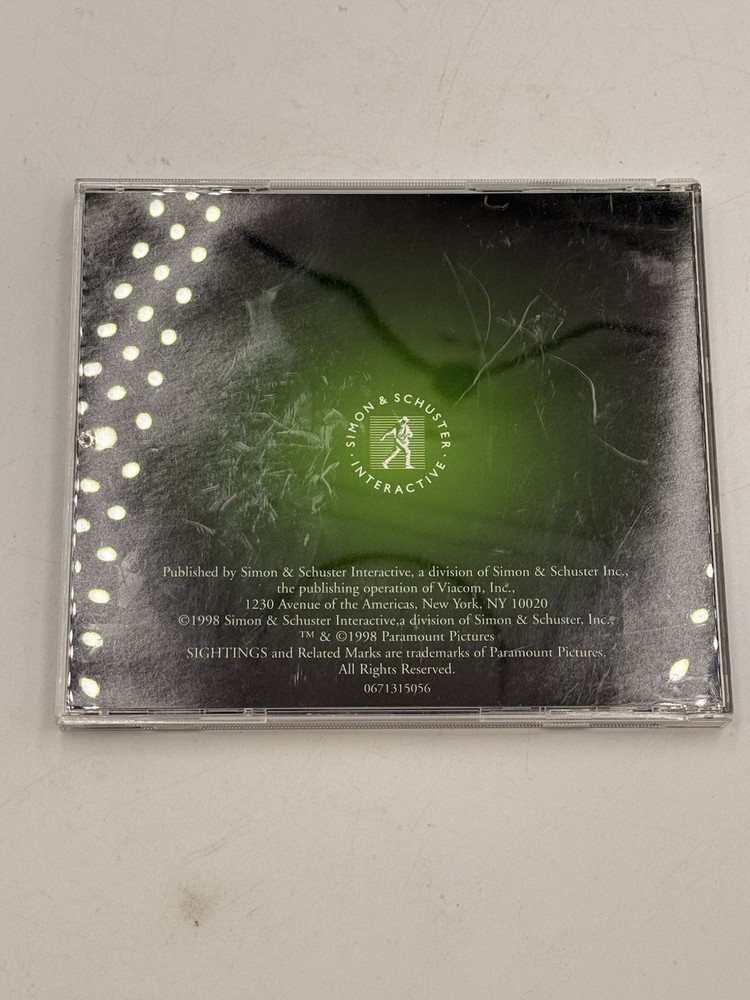 SIMON & SCHUSTER
· INTERACTIVE ·
Published by Simon & Schuster Interactive, a division of Simon & Schuster Inc.,
the publishing operation of Viacom, Inc.,
1230 Avenue of the Americas, New York, NY 10020
©1998 Simon & Schuster Interactive,a division of Simon & Schuster, Inc.
™ & ©1998 Paramount Pictures
SIGHTINGS and Related Marks are trademarks of Paramount Pictures.
All Rights Reserved.
0671315056